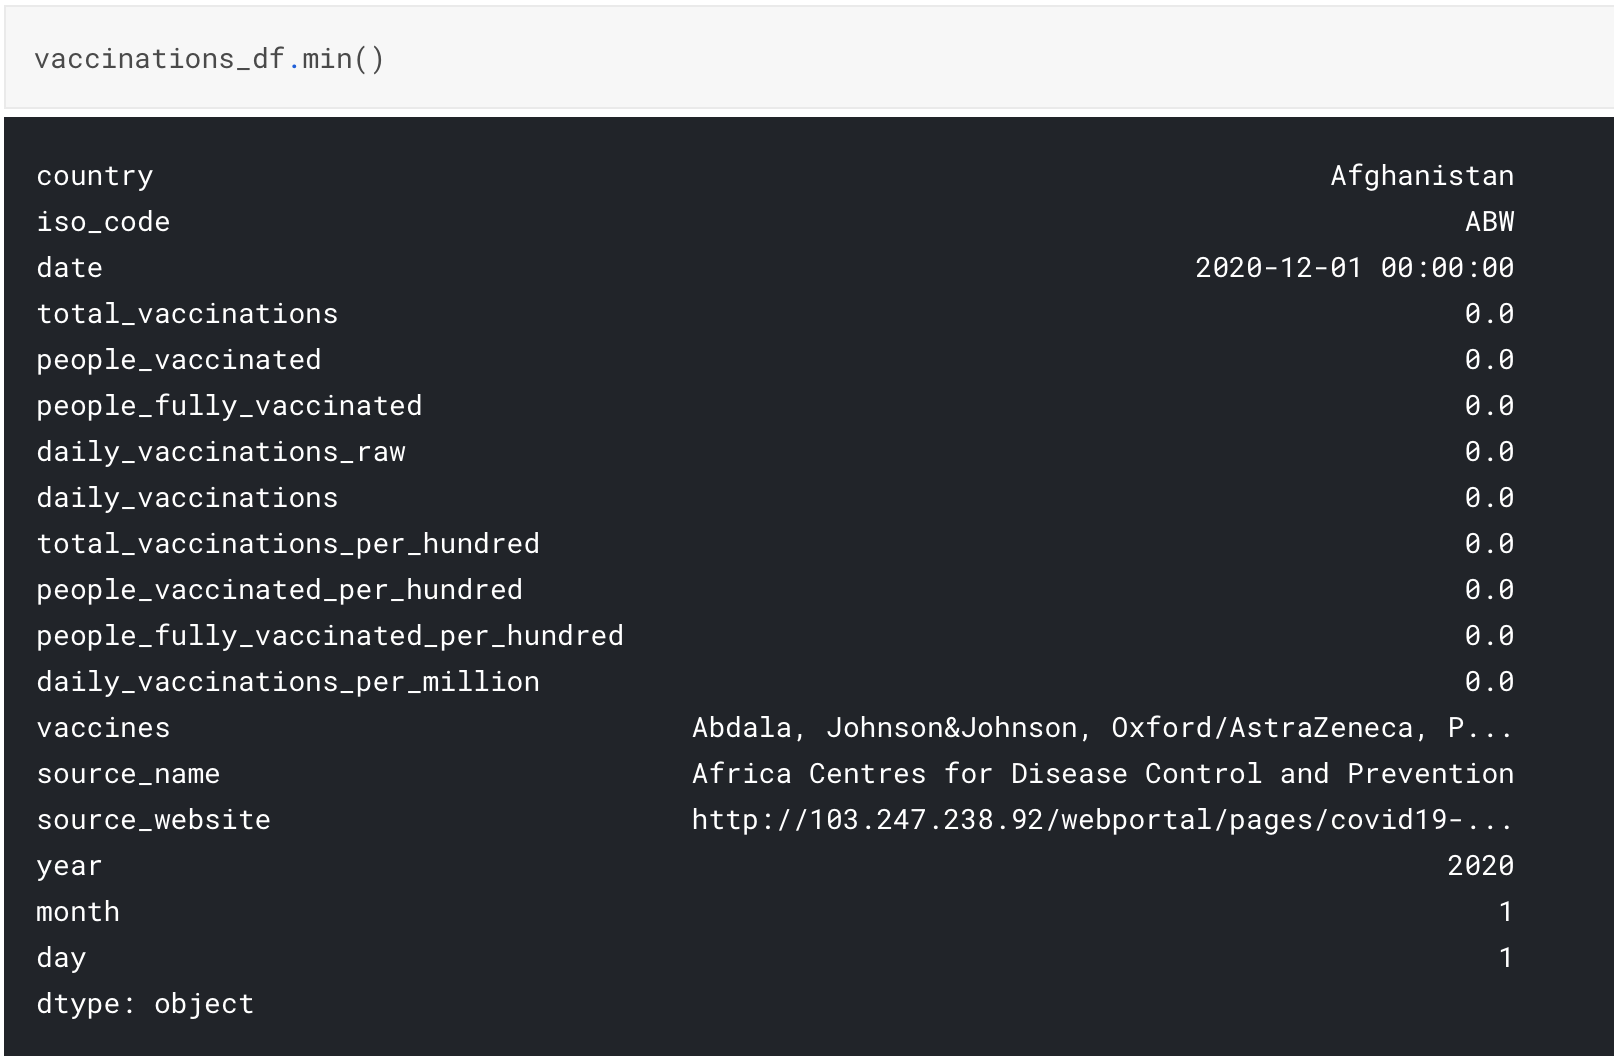 vaccinations_df.min()
country Afghanistan
iso_code ABW
date 2020-12-01 00:00:00
total_vaccinations 0.0
people_vaccinated 0.0
people_fully_vaccinated 0.0
daily_vaccinations_raw 0.0
daily_vaccinations 0.0
total_vaccinations_per_hundred 0.0
people_vaccinated_per_hundred 0.0
people_fully_vaccinated_per_hundred 0.0
daily_vaccinations_per_million 0.0
vaccines Abdala, Johnson&Johnson, Oxford/AstraZeneca, P...
source_name Africa Centres for Disease Control and Prevention
source_website http://103.247.238.92/webportal/pages/covid19-...
year 2020
month 1
day 1
dtype: object